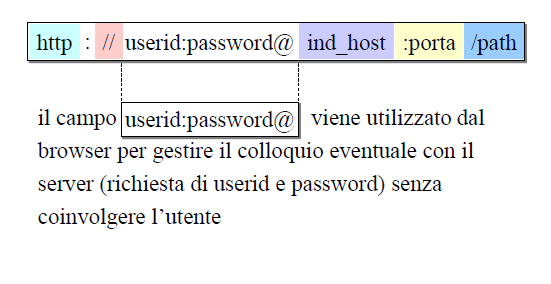 http : // userid:password@ ind_host :porta /path
il campo userid:password@ viene utilizzato dal
browser per gestire il colloquio eventuale con il
server (richiesta di userid e password) senza
coinvolgere l'utente